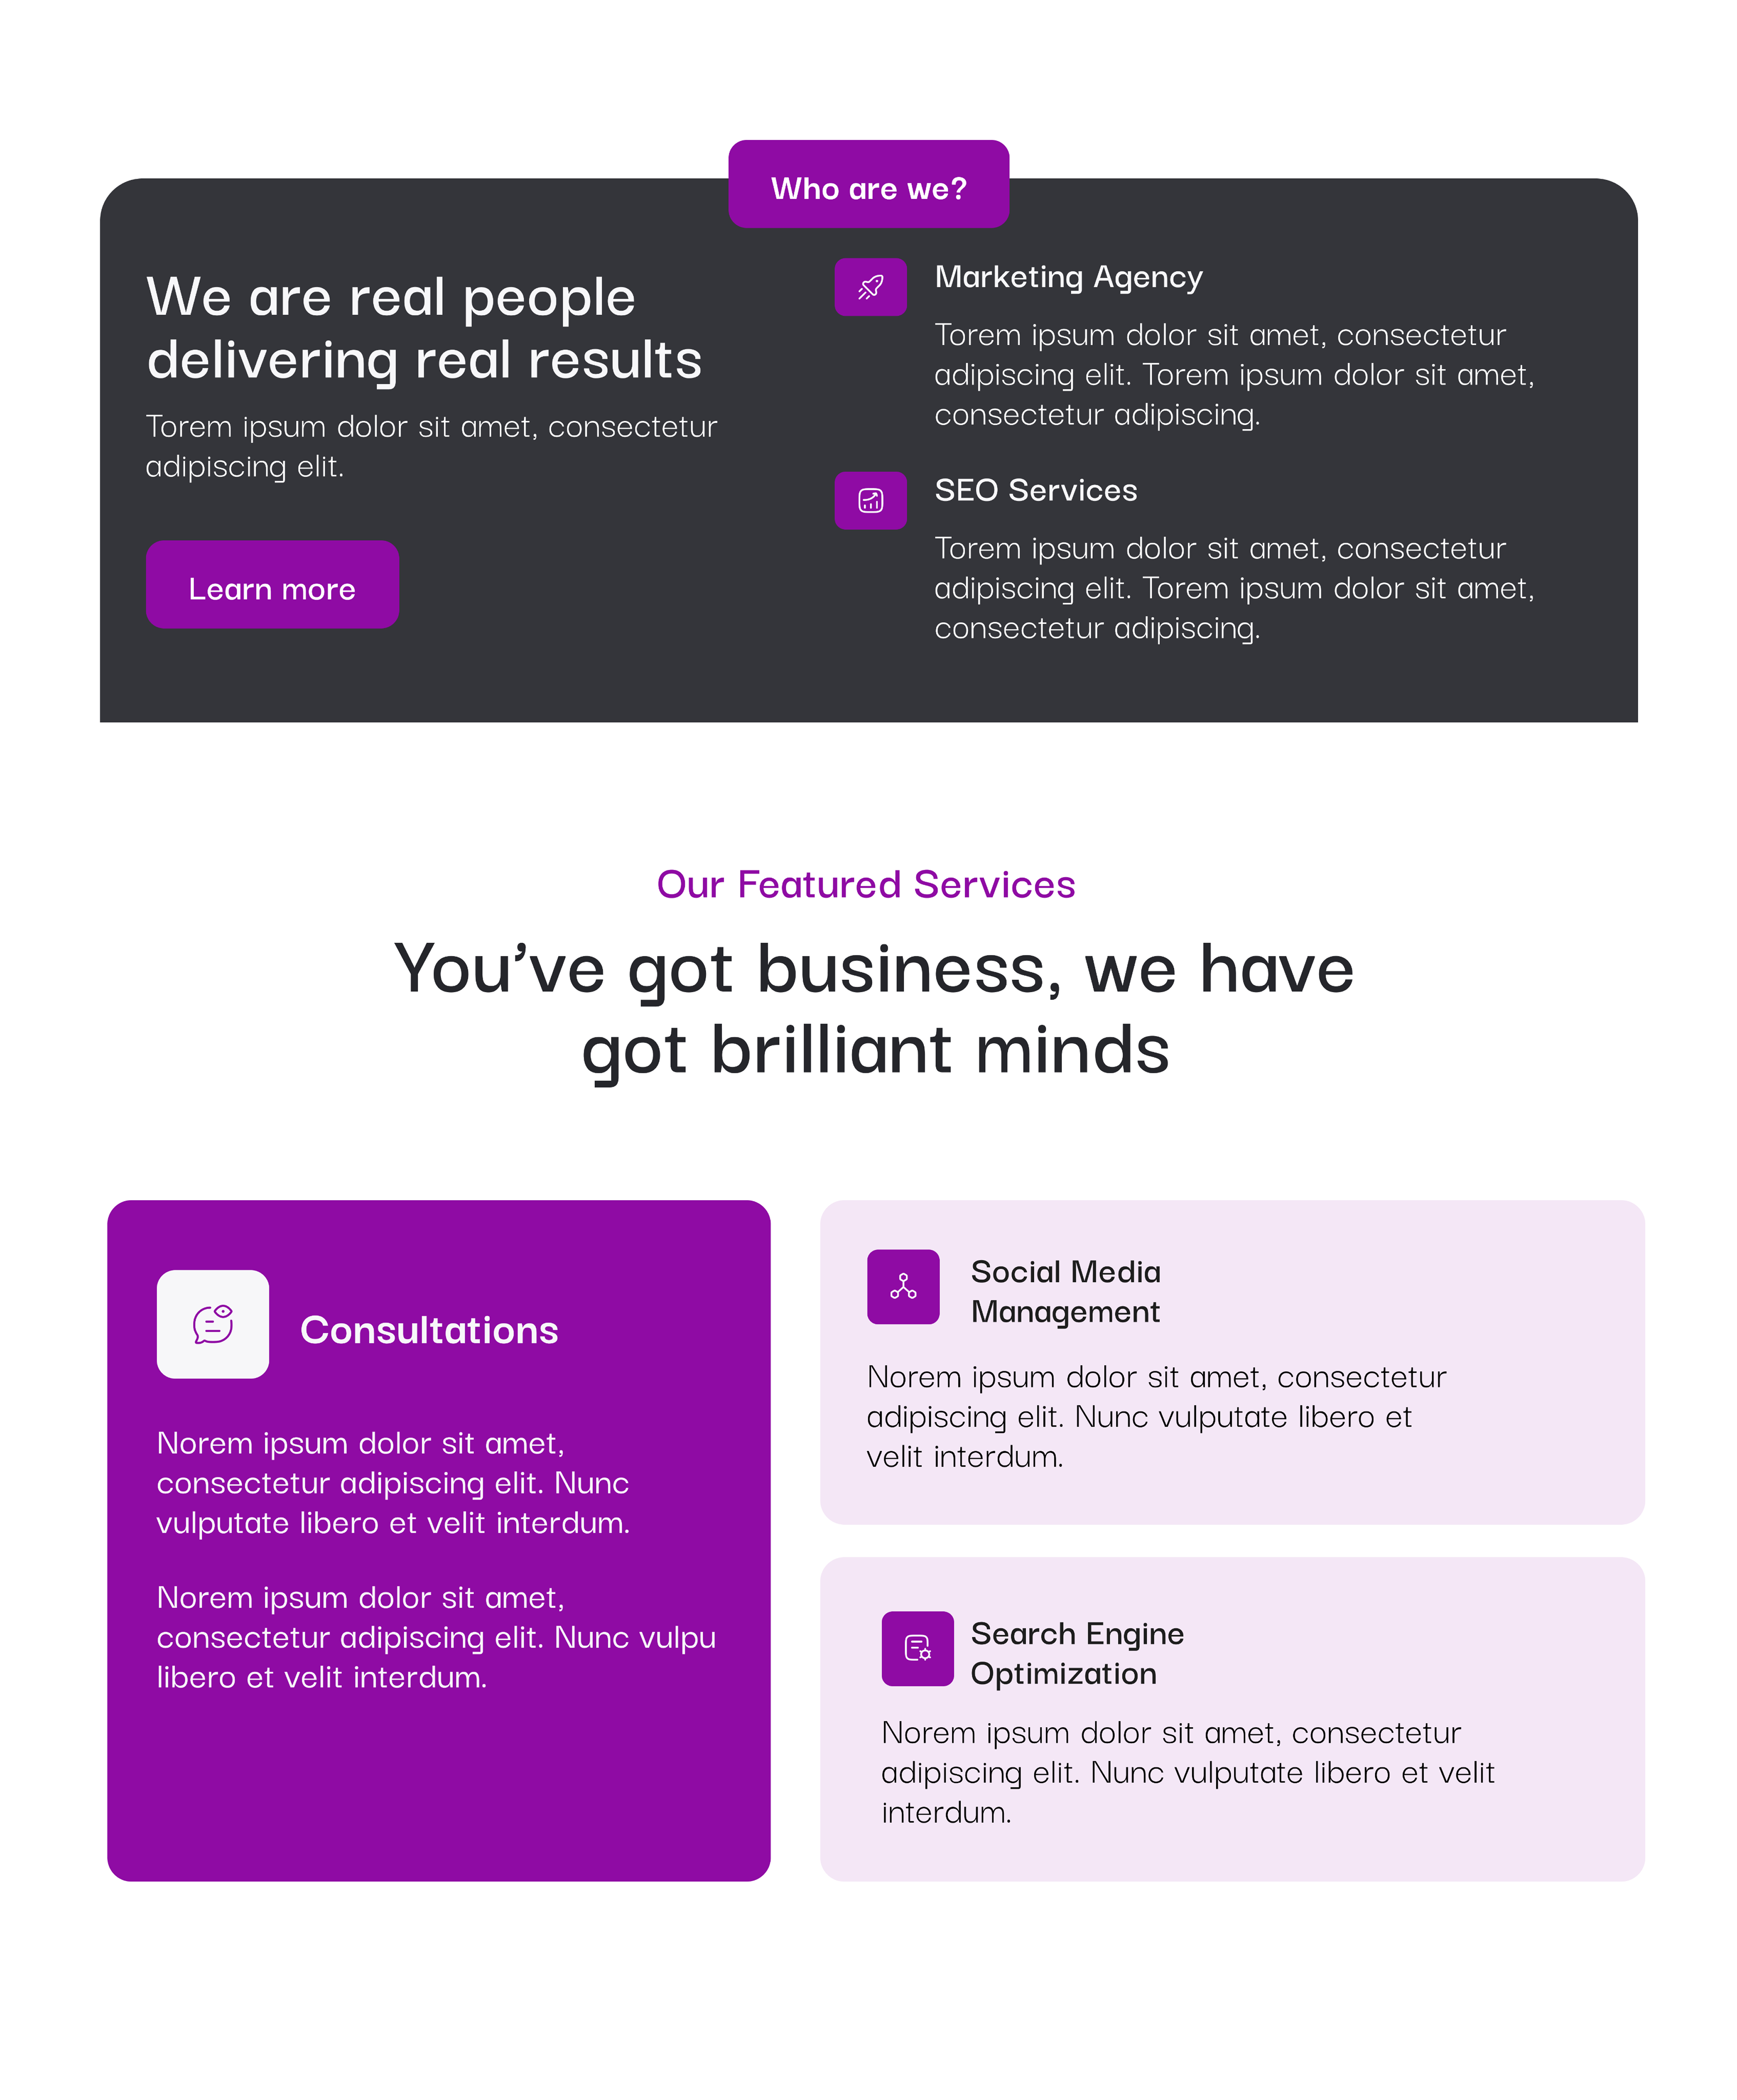 Who are we?
We are real people
delivering real results
Torem ipsum dolor sit amet, consectetur
adipiscing elit.
Learn more
Marketing Agency
Torem ipsum dolor sit amet, consectetur
adipiscing elit. Torem ipsum dolor sit amet,
consectetur adipiscing.
SEO Services
Torem ipsum dolor sit amet, consectetur
adipiscing elit. Torem ipsum dolor sit amet,
consectetur adipiscing.
Our Featured Services
You’ve got business, we have
got brilliant minds
Consultations
Norem ipsum dolor sit amet,
consectetur adipiscing elit. Nunc
vulputate libero et velit interdum.
Norem ipsum dolor sit amet,
consectetur adipiscing elit. Nunc vulpu
libero et velit interdum.
Social Media
Management
Norem ipsum dolor sit amet, consectetur
adipiscing elit. Nunc vulputate libero et
velit interdum.
Search Engine
Optimization
Norem ipsum dolor sit amet, consectetur
adipiscing elit. Nunc vulputate libero et velit
interdum.